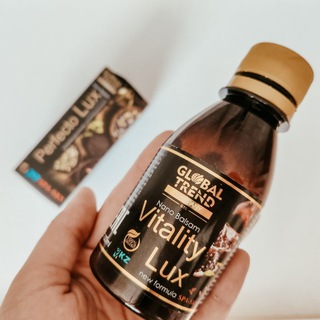 Perfecto Lux
GLOBAL
TREND
Nano Balsam
Vitality
Lux
KZ
new formula